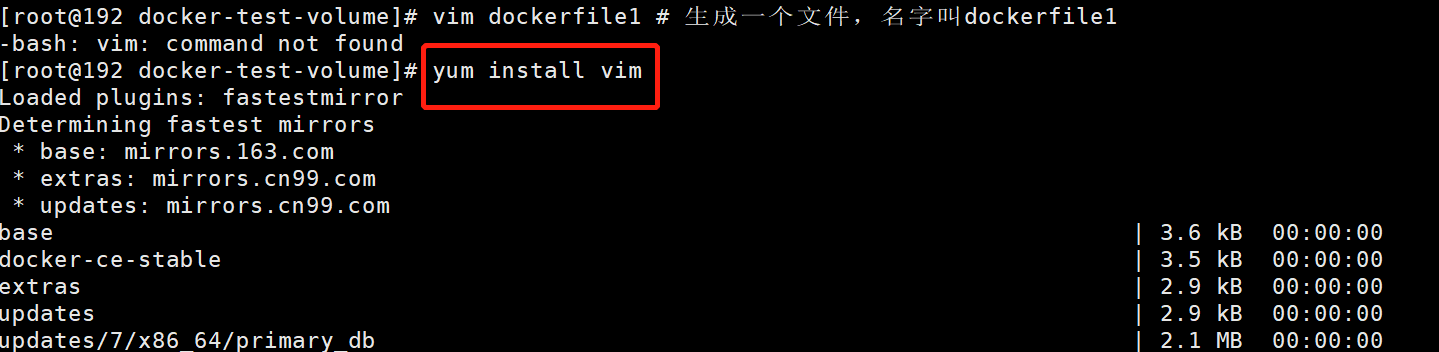 [root@192 docker-test-volume]# vim dockerfile1 # 生成一个文件，名字叫dockerfile1
-bash: vim: command not found
[root@192 docker-test-volume]# yum install vim
Loaded plugins: fastestmirror
Determining fastest mirrors
 * base: mirrors.163.com
 * extras: mirrors.cn99.com
 * updates: mirrors.cn99.com
base | 3.6 kB 00:00:00
docker-ce-stable | 3.5 kB 00:00:00
extras | 2.9 kB 00:00:00
updates | 2.9 kB 00:00:00
updates/7/x86_64/primary_db | 2.1 MB 00:00:00